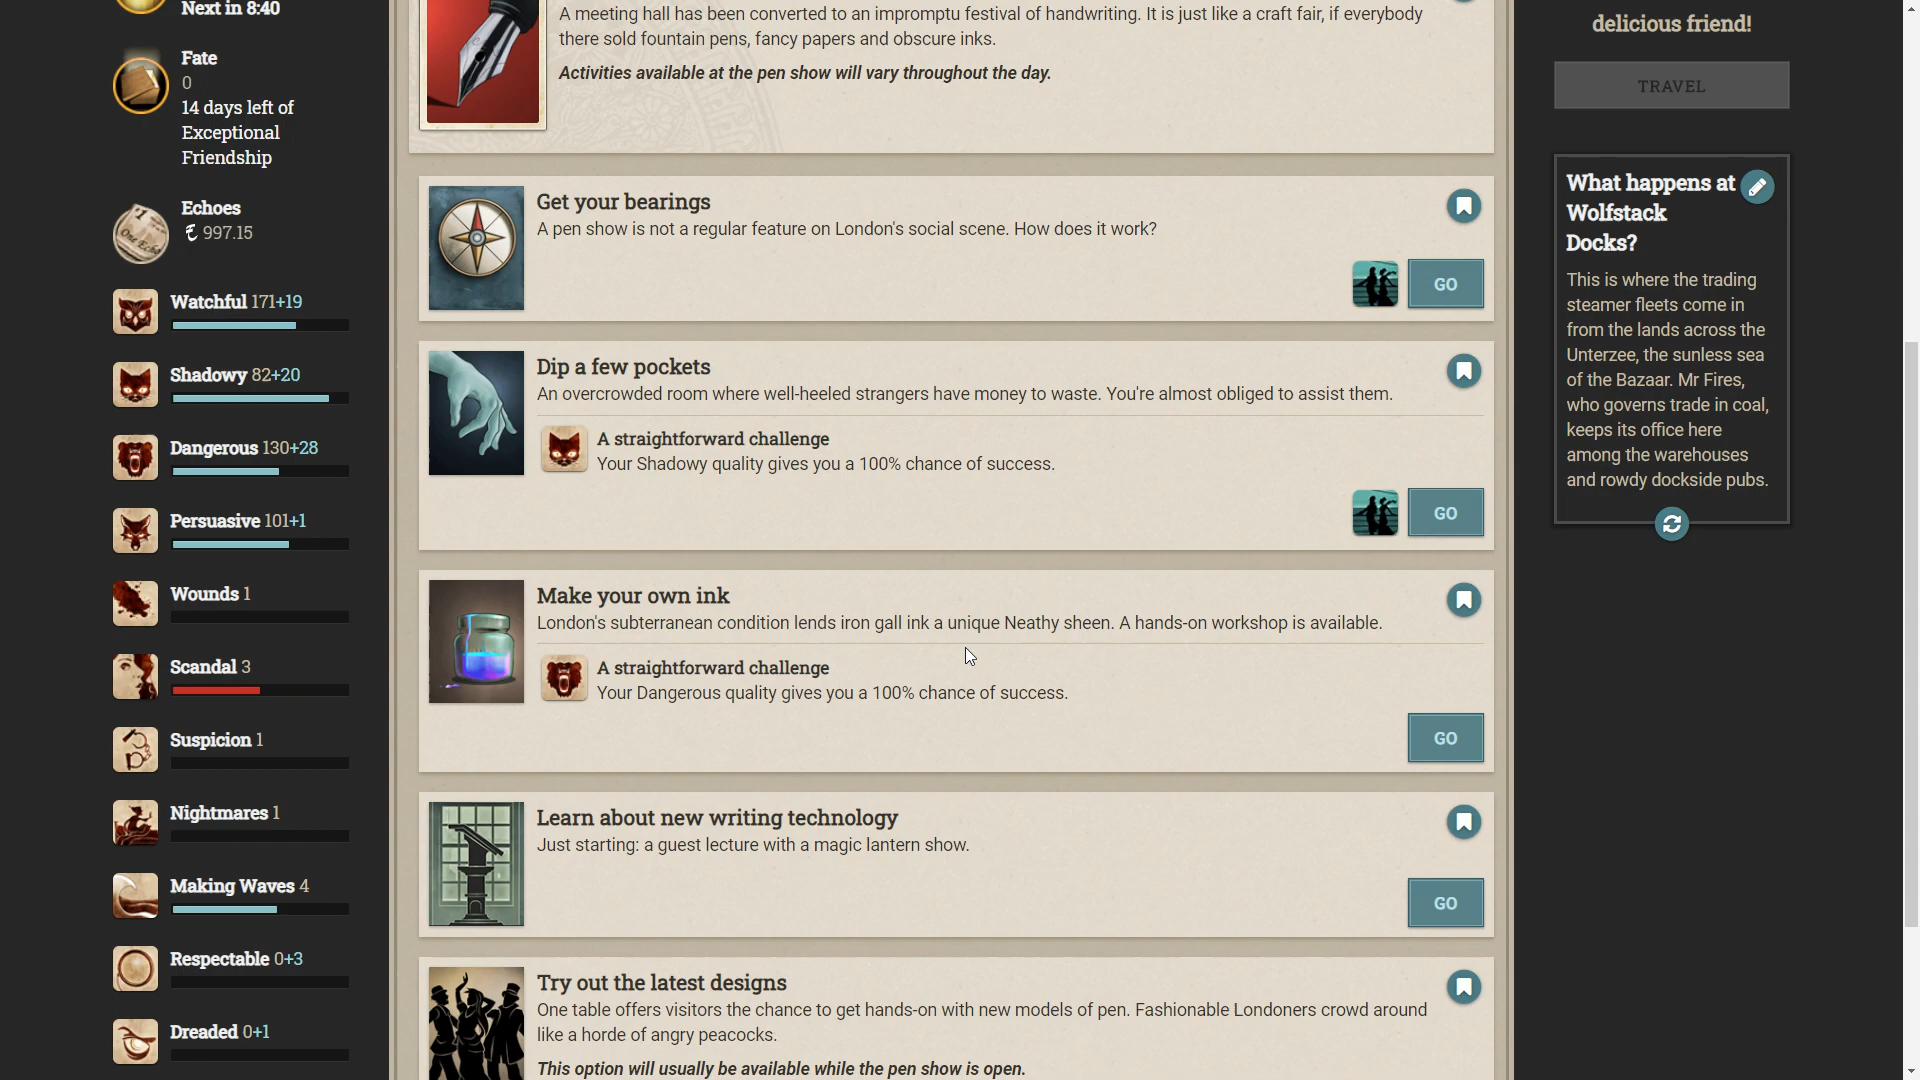 Next in 8:40
Fate
0
14 days left of
Exceptional
Friendship
Echoes
997.15
Watchful 171+19
Shadowy 82+20
Dangerous 130+28
Persuasive 101+1
Wounds 1
Scandal 3
Suspicion 1
Nightmares 1
Making Waves 4
Respectable 0+3
Dreaded 0+1
A meeting hall has been converted to an impromptu festival of handwriting. It is just like a craft fair, if everybody
there sold fountain pens, fancy papers and obscure inks.
Activities available at the pen show will vary throughout the day.
Get your bearings
A pen show is not a regular feature on London's social scene. How does it work?
GO
Dip a few pockets
An overcrowded room where well-heeled strangers have money to waste. You're almost obliged to assist them.
A straightforward challenge
Your Shadowy quality gives you a 100% chance of success.
GO
Make your own ink
London's subterranean condition lends iron gall ink a unique Neathy sheen. A hands-on workshop is available.
A straightforward challenge
Your Dangerous quality gives you a 100% chance of success.
GO
Learn about new writing technology
Just starting: a guest lecture with a magic lantern show.
GO
Try out the latest designs
One table offers visitors the chance to get hands-on with new models of pen. Fashionable Londoners crowd around
like a horde of angry peacocks.
This option will usually be available while the pen show is open.
delicious friend!
TRAVEL
What happens at
Wolfstack
Docks?
This is where the trading
steamer fleets come in
from the lands across the
Unterzee, the sunless sea
of the Bazaar. Mr Fires,
who governs trade in coal,
keeps its office here
among the warehouses
and rowdy dockside pubs.